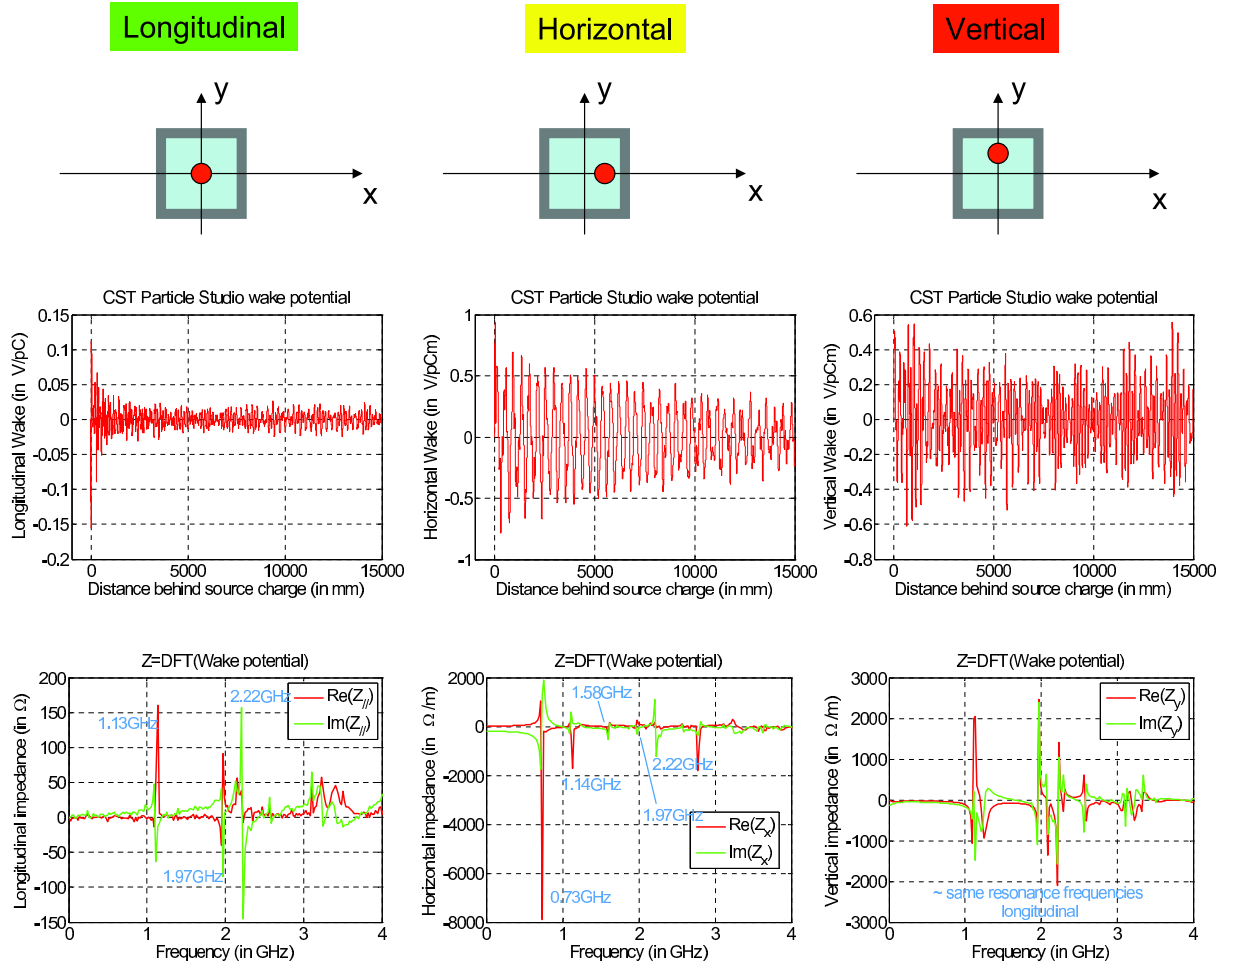 Longitudinal
Horizontal
Vertical
y
x
y
x
y
x
CST Particle Studio wake potential
0.15
0.1
0.05
0
-0.05
-0.1
-0.15
-0.2
Longitudinal Wake (in V/pC)
0 5000 10000 15000
Distance behind source charge (in mm)
CST Particle Studio wake potential
1
0.5
0
-0.5
-1
Horizontal Wake (in V/pCm)
0 5000 10000 15000
Distance behind source charge (in mm)
CST Particle Studio wake potential
0.6
0.4
0.2
0
-0.2
-0.4
-0.6
-0.8
Vertical Wake (in V/pCm)
0 5000 10000 15000
Distance behind source charge (in mm)
Z=DFT(Wake potential)
200
150
100
50
0
-50
-100
-150
Longitudinal impedance (in Ω)
2.22GHz
1.13GHz
1.97GHz
Re(Z//)
Im(Z//)
0 1 2 3 4
Frequency (in GHz)
Z=DFT(Wake potential)
2000
0
-2000
-4000
-6000
-8000
Horizontal impedance (in Ω/m)
1.58GHz
2.22GHz
1.14GHz
1.97GHz
0.73GHz
Re(Zx)
Im(Zx)
0 1 2 3 4
Frequency (in GHz)
Z=DFT(Wake potential)
3000
2000
1000
0
-1000
-2000
-3000
Vertical impedance (in Ω/m)
Re(Zy)
Im(Zy)
~ same resonance frequencies
longitudinal
0 1 2 3 4
Frequency (in GHz)